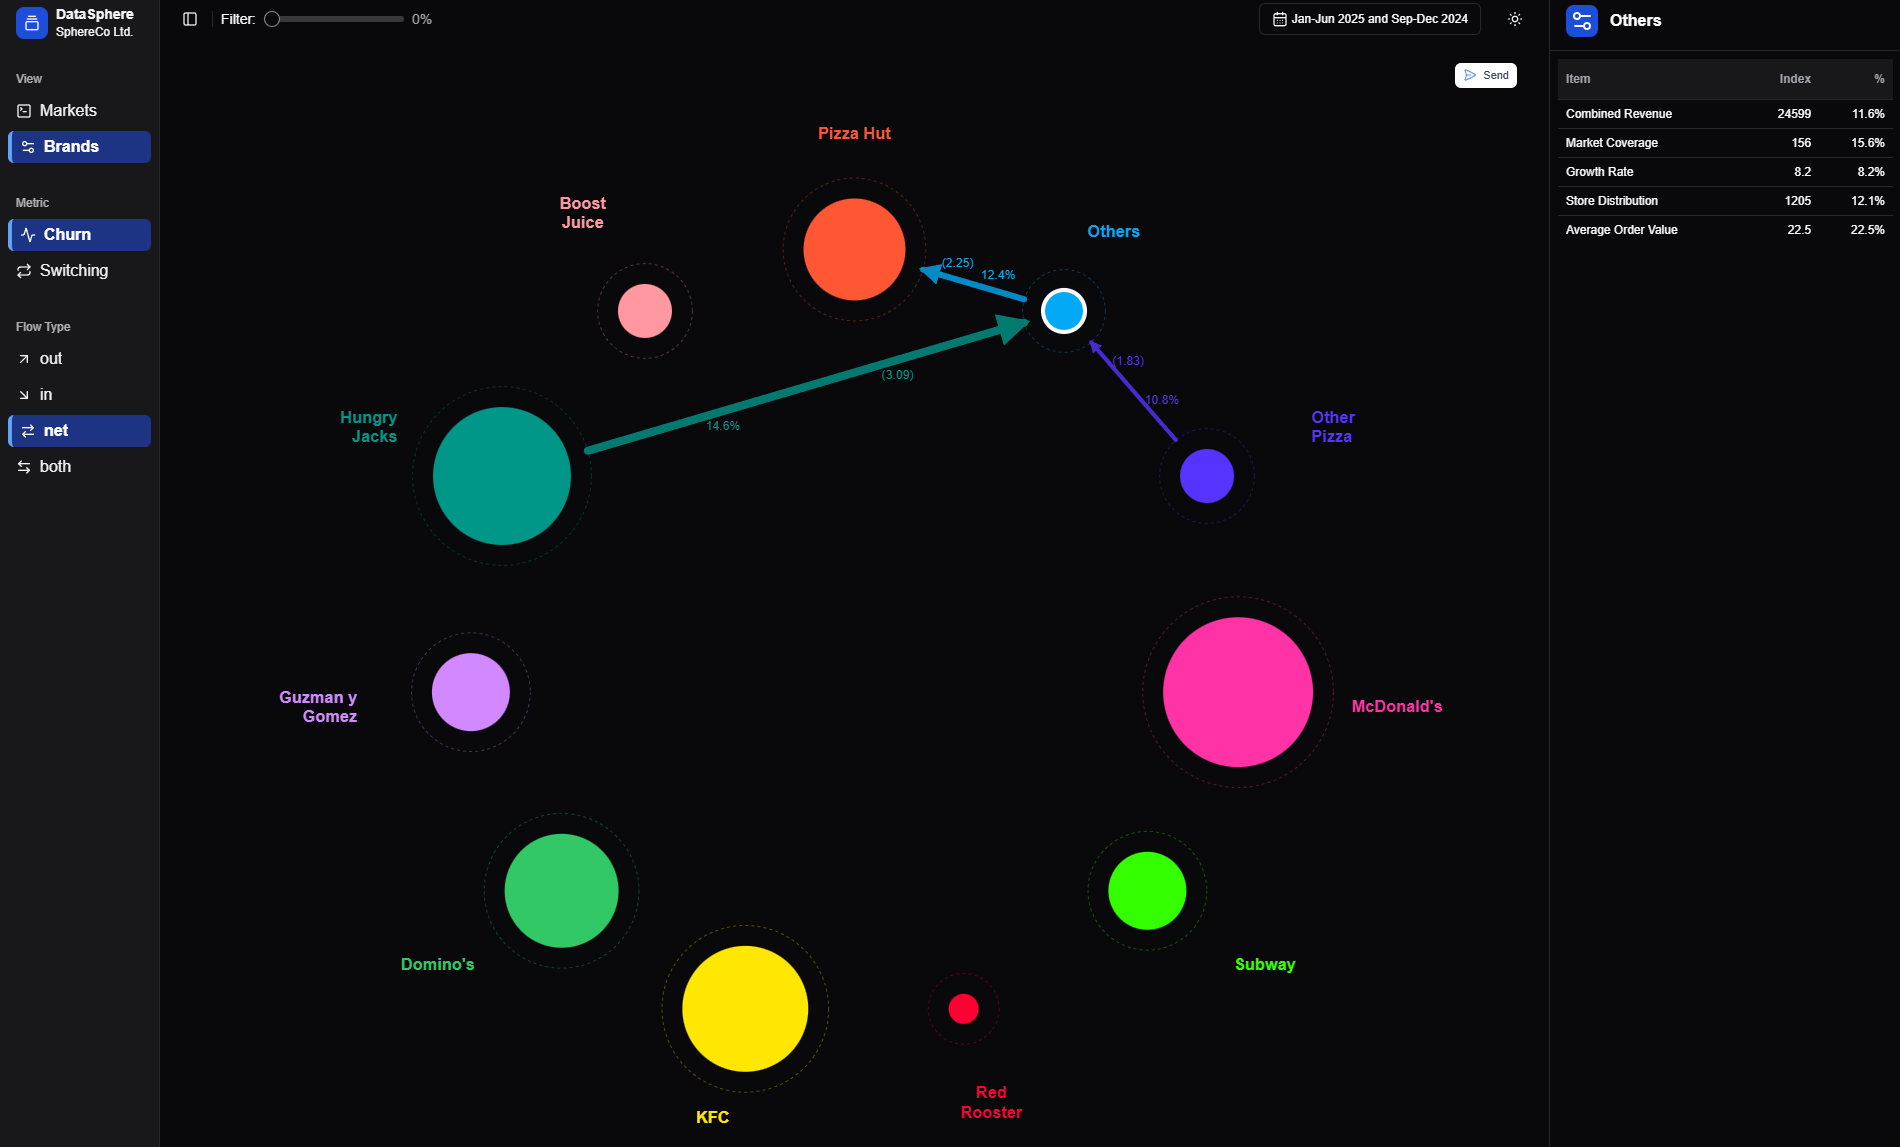 DataSphere
SphereCo Ltd.
View
Markets
Brands
Metric
Churn
Switching
Flow Type
out
in
net
both
Filter:
0%
Jan-Jun 2025 and Sep-Dec 2024
Send
Pizza Hut
Boost
Juice
Others
(2.25)
12.4%
(3.09)
14.6%
(1.83)
10.8%
Hungry
Jacks
Other
Pizza
Guzman y
Gomez
McDonald's
Domino's
Subway
KFC
Red
Rooster
Others
Item Index %
Combined Revenue 24599 11.6%
Market Coverage 156 15.6%
Growth Rate 8.2 8.2%
Store Distribution 1205 12.1%
Average Order Value 22.5 22.5%